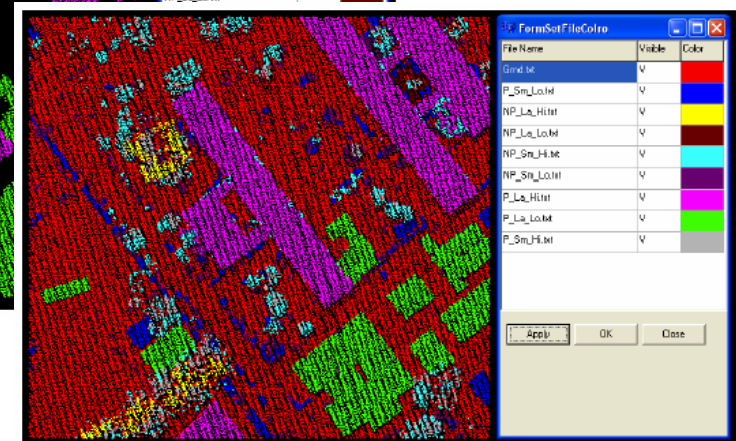 FormSetFileColro
File Name Visible Color
Grnd.txt V
P_Sm_Lo.txt V
NP_La_Hi.txt V
NP_La_Lo.txt V
NP_Sm_Hi.txt V
NP_Sm_Lo.txt V
P_La_Hi.txt V
P_La_Lo.txt V
P_Sm_Hi.txt V
Apply OK Close